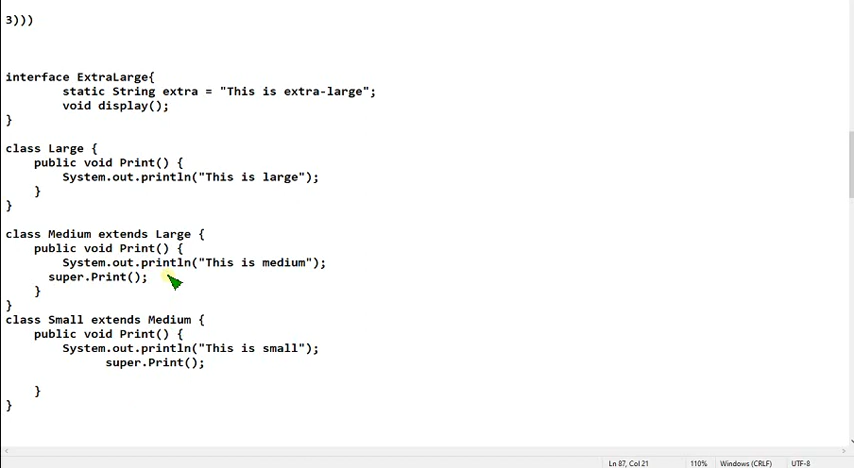 3)))
interface ExtraLarge{
static String extra = "This is extra-large";
void display();
}
class Large {
public void Print() {
System.out.println("This is large");
}
}
class Medium extends Large {
public void Print() {
System.out.println("This is medium");
super.Print();
}
}
class Small extends Medium {
public void Print() {
System.out.println("This is small");
super.Print();
}
}
Ln 87, Col 21 110% Windows (CRLF) UTF-8